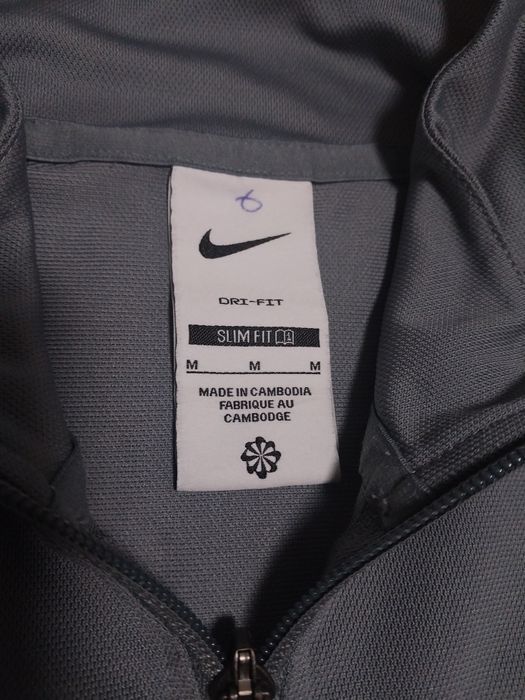 6
DRI-FIT
SLIM FIT
M M M
MADE IN CAMBODIA
FABRIQUE AU
CAMBODGE